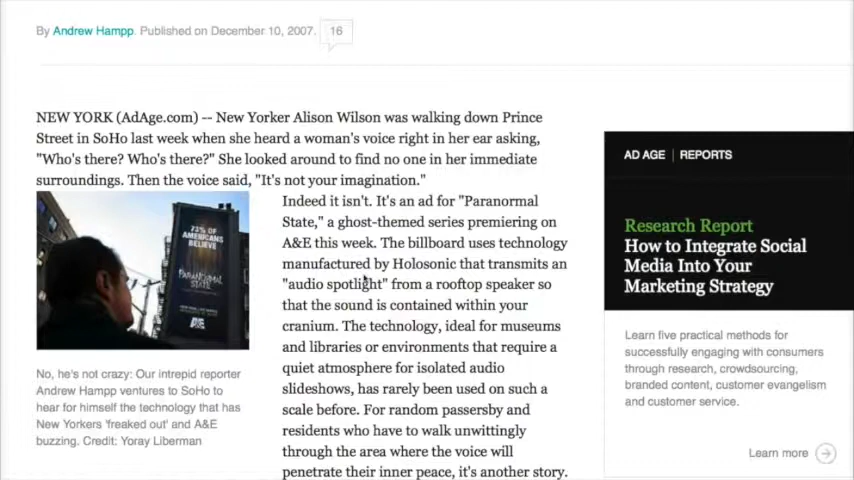 By Andrew Hampp. Published on December 10, 2007. 16
NEW YORK (AdAge.com) -- New Yorker Alison Wilson was walking down Prince
Street in SoHo last week when she heard a woman's voice right in her ear asking,
"Who's there? Who's there?" She looked around to find no one in her immediate
surroundings. Then the voice said, "It's not your imagination."
73% OF
AMERICANS
BELIEVE
PARANORMAL
STATE
A&E
No, he's not crazy: Our intrepid reporter
Andrew Hampp ventures to SoHo to
hear for himself the technology that has
New Yorkers 'freaked out' and A&E
buzzing. Credit: Yoray Liberman
Indeed it isn't. It's an ad for "Paranormal
State," a ghost-themed series premiering on
A&E this week. The billboard uses technology
manufactured by Holosonic that transmits an
"audio spotlight" from a rooftop speaker so
that the sound is contained within your
cranium. The technology, ideal for museums
and libraries or environments that require a
quiet atmosphere for isolated audio
slideshows, has rarely been used on such a
scale before. For random passersby and
residents who have to walk unwittingly
through the area where the voice will
penetrate their inner peace, it's another story.
AD AGE | REPORTS
Research Report
How to Integrate Social
Media Into Your
Marketing Strategy
Learn five practical methods for
successfully engaging with consumers
through research, crowdsourcing,
branded content, customer evangelism
and customer service.
Learn more